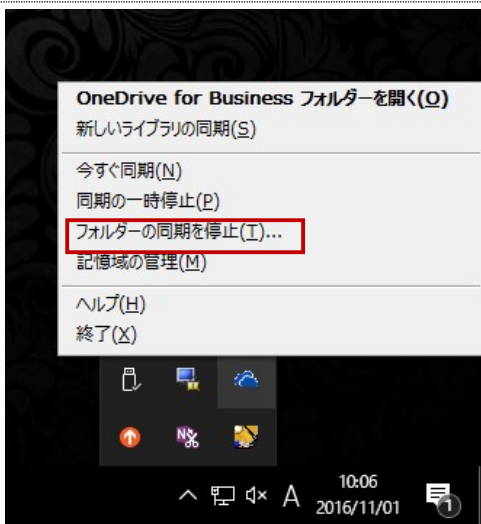 OneDrive for Business フォルダーを開く(O)
新しいライブラリの同期(S)
今すぐ同期(N)
同期の一時停止(P)
フォルダーの同期を停止(T)...
記憶域の管理(M)
ヘルプ(H)
終了(X)
A
10:06
2016/11/01
1